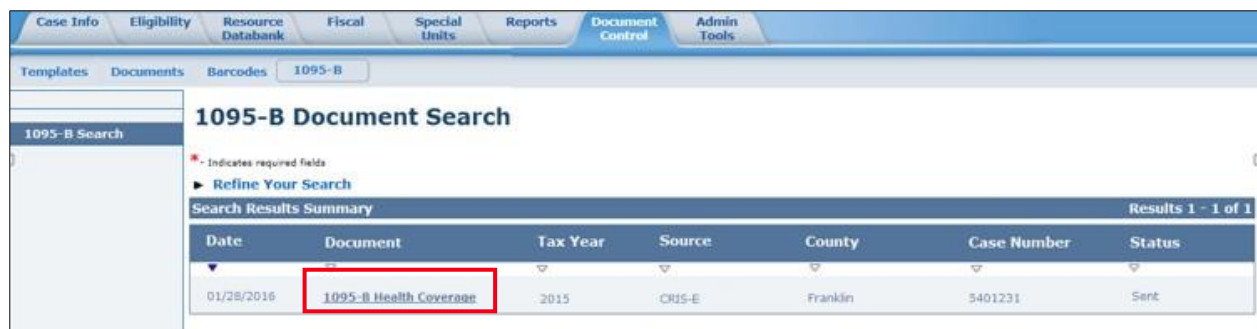 Case Info Eligibility Resource Databank Fiscal Special Units Reports Document Control Admin Tools
Templates Documents Barcodes 1095-B
1095-B Search
1095-B Document Search
*- Indicates required fields
Refine Your Search
Search Results Summary Results 1 - 1 of 1
Date Document Tax Year Source County Case Number Status
01/28/2016 1095-B Health Coverage 2015 CRIS-E Franklin 5401231 Sent